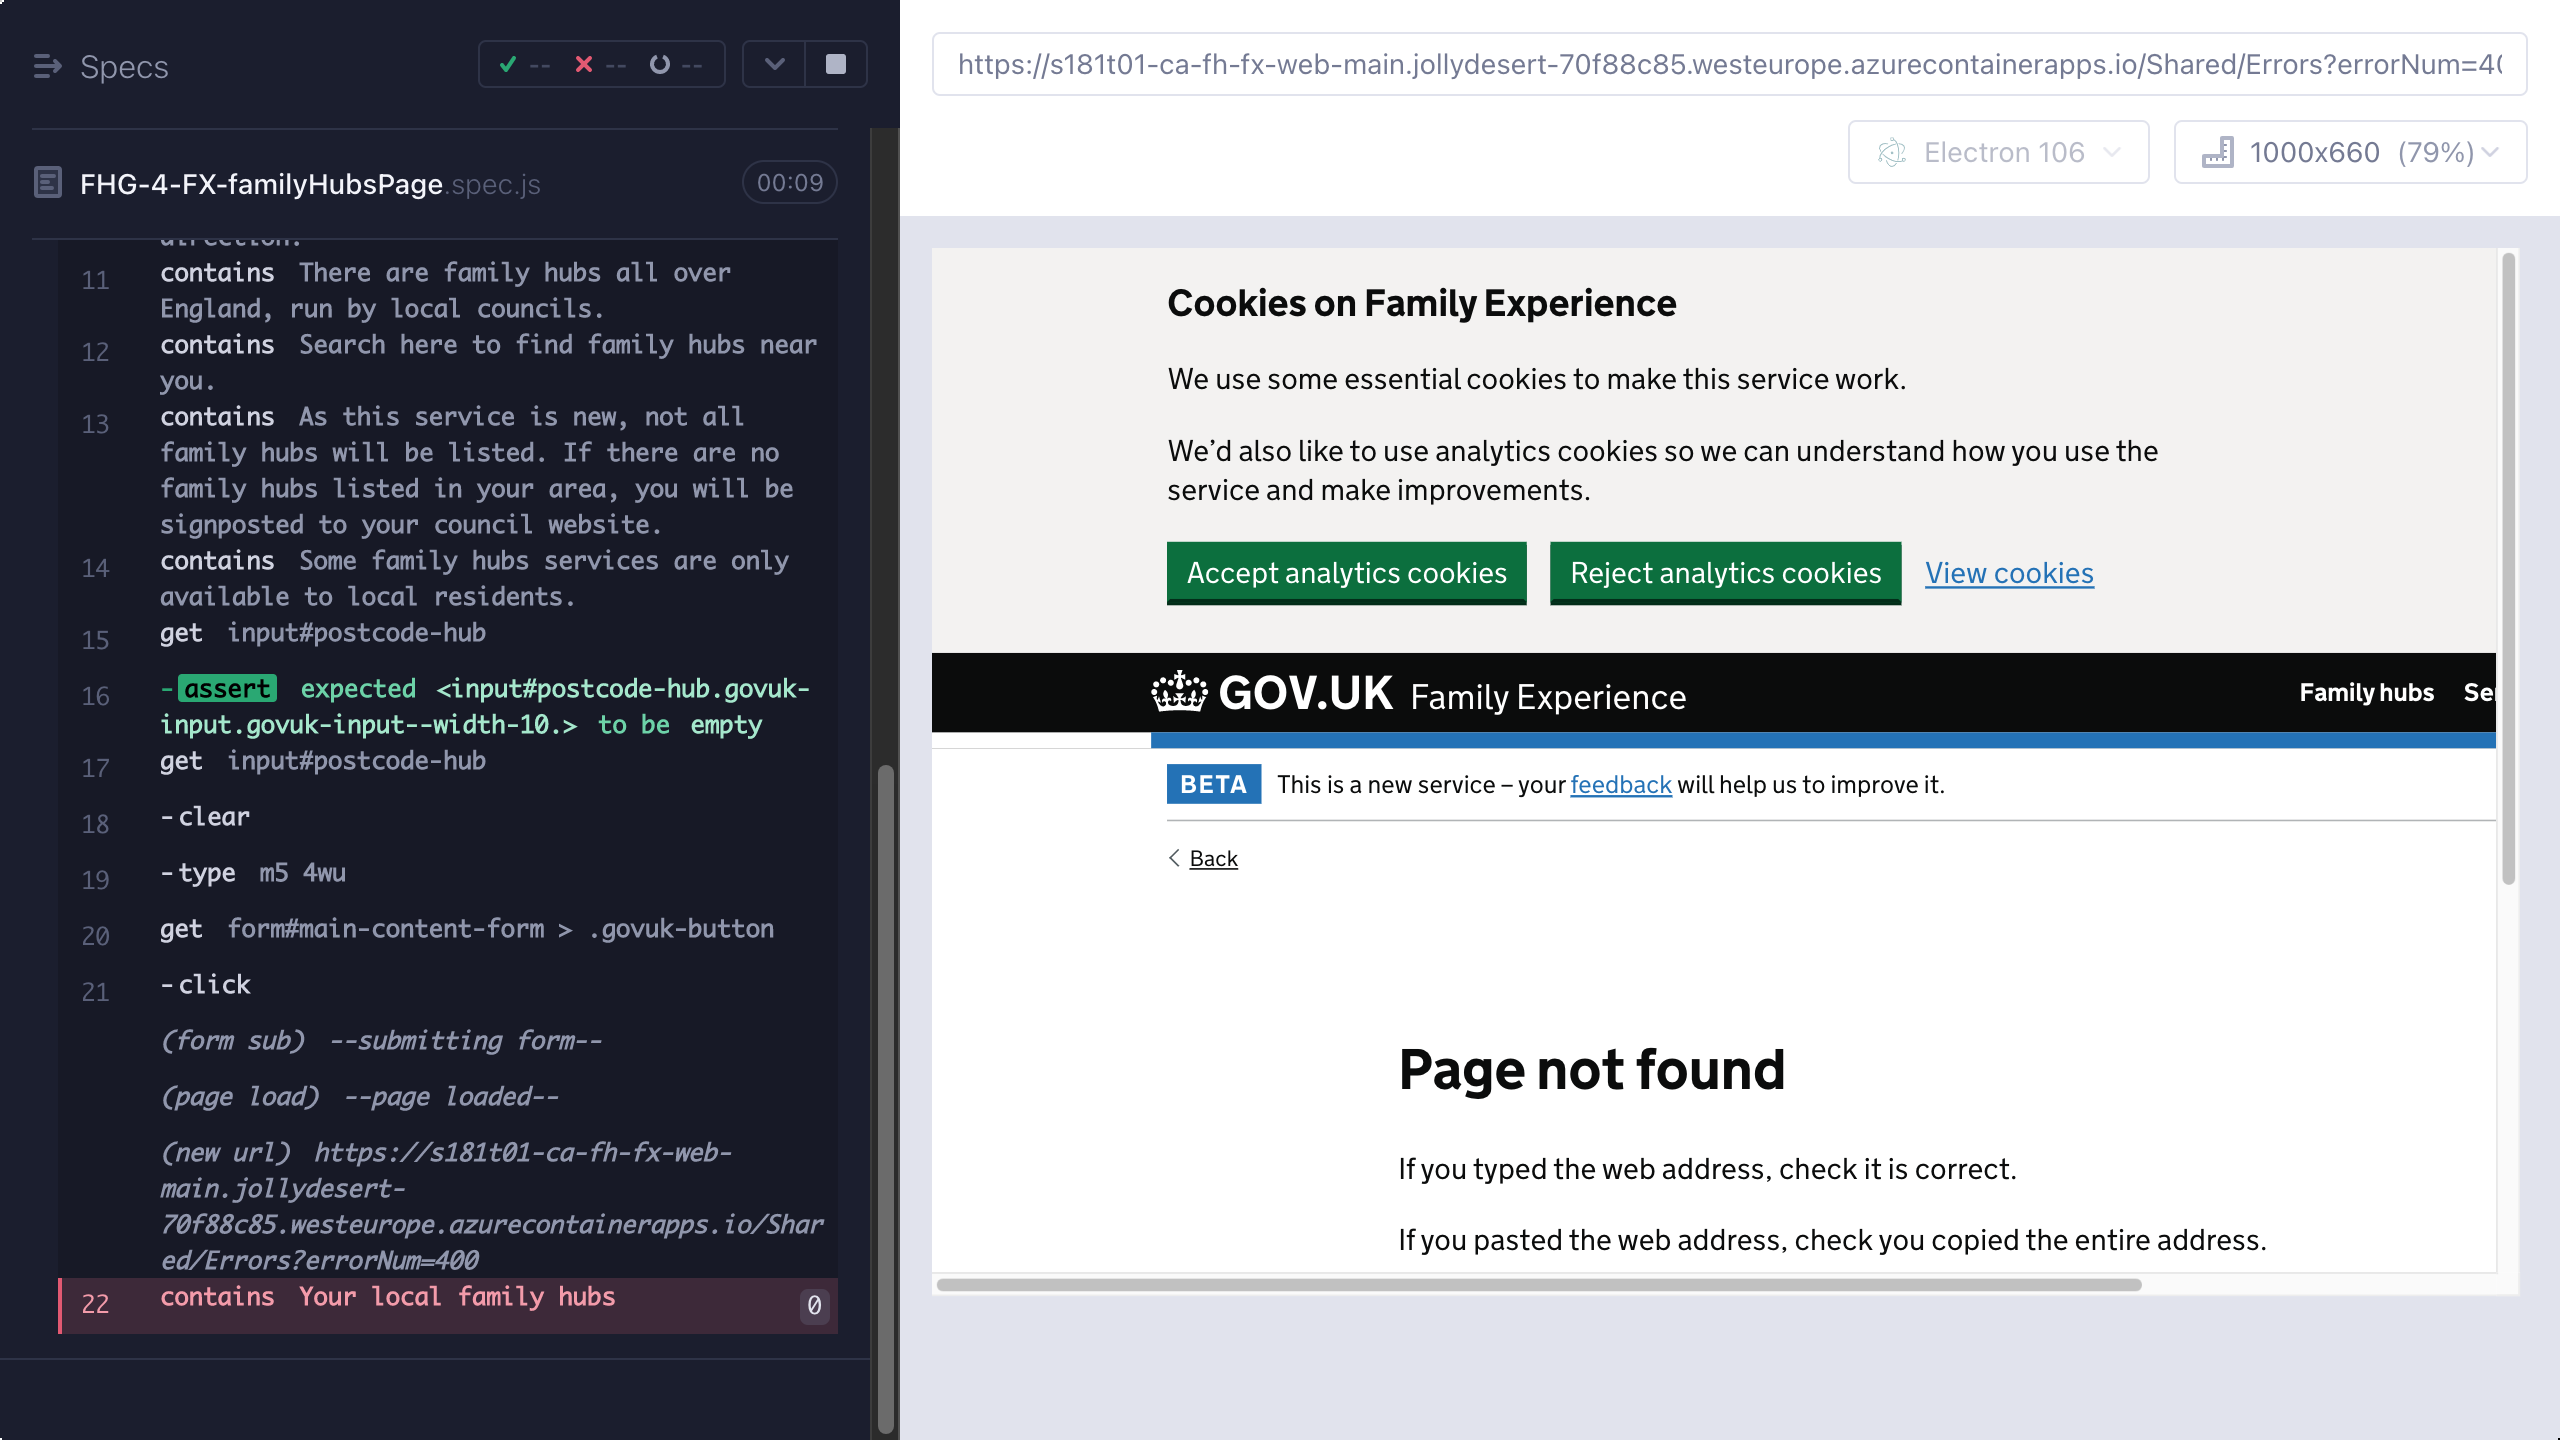 Specs
-- -- --
FHG-4-FX-familyHubsPage.spec.js 00:09
direction.
11 contains There are family hubs all over
England, run by local councils.
12 contains Search here to find family hubs near
you.
13 contains As this service is new, not all
family hubs will be listed. If there are no
family hubs listed in your area, you will be
signposted to your council website.
14 contains Some family hubs services are only
available to local residents.
15 get input#postcode-hub
16 -assert expected <input#postcode-hub.govuk-
input.govuk-input--width-10.> to be empty
17 get input#postcode-hub
18 -clear
19 -type m5 4wu
20 get form#main-content-form > .govuk-button
21 -click
(form sub) --submitting form--
(page load) --page loaded--
(new url) https://s181t01-ca-fh-fx-web-
main.jollydesert-
70f88c85.westeurope.azurecontainerapps.io/Shar
ed/Errors?errorNum=400
22 contains Your local family hubs 0
https://s181t01-ca-fh-fx-web-main.jollydesert-70f88c85.westeurope.azurecontainerapps.io/Shared/Errors?errorNum=40
Electron 106
1000x660 (79%)
Cookies on Family Experience
We use some essential cookies to make this service work.
We’d also like to use analytics cookies so we can understand how you use the
service and make improvements.
Accept analytics cookies Reject analytics cookies View cookies
GOV.UK Family Experience Family hubs Ser
BETA This is a new service – your feedback will help us to improve it.
Back
Page not found
If you typed the web address, check it is correct.
If you pasted the web address, check you copied the entire address.